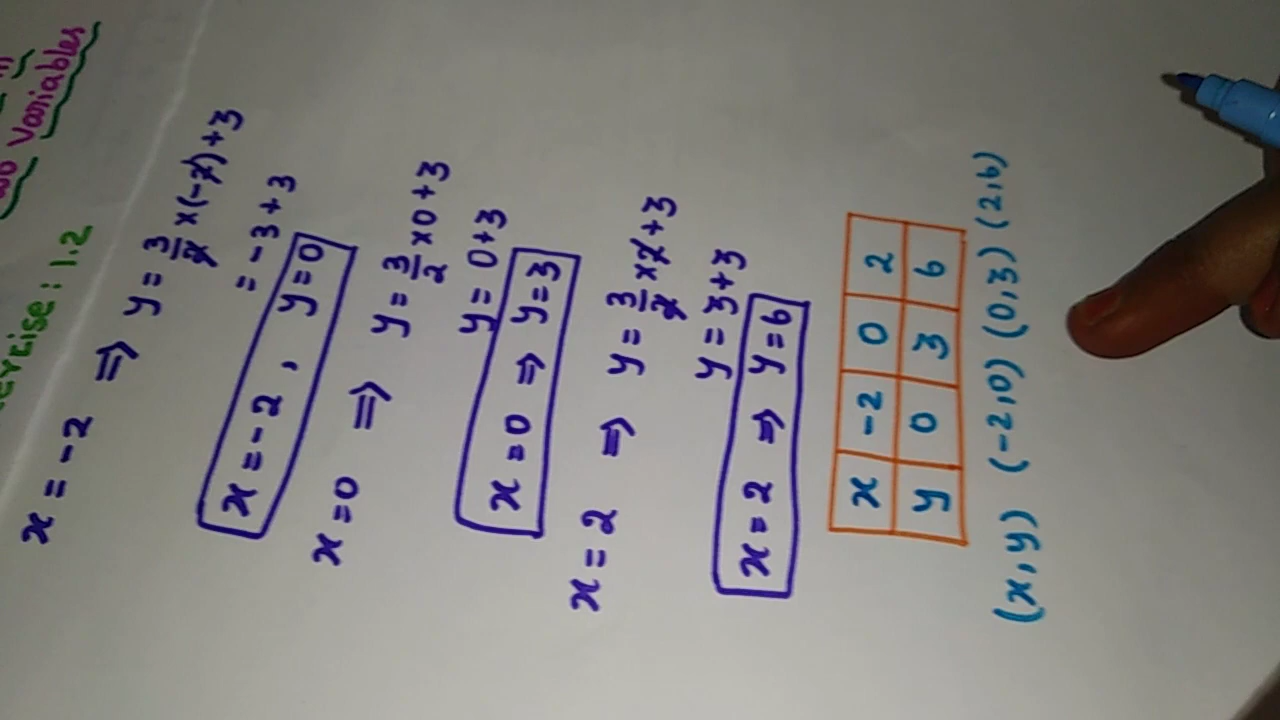 Variables
Exercise : 1.2
x = -2 ⇒ y = 3/2 × (-2) + 3
= -3 + 3
x = -2 , y = 0
x = 0 ⇒ y = 3/2 × 0 + 3
y = 0 + 3
x = 0 ⇒ y = 3
x = 2 ⇒ y = 3/2 × 2 + 3
y = 3 + 3
x = 2 ⇒ y = 6
x -2 0 2
y 0 3 6
(x, y) (-2,0) (0,3) (2,6)